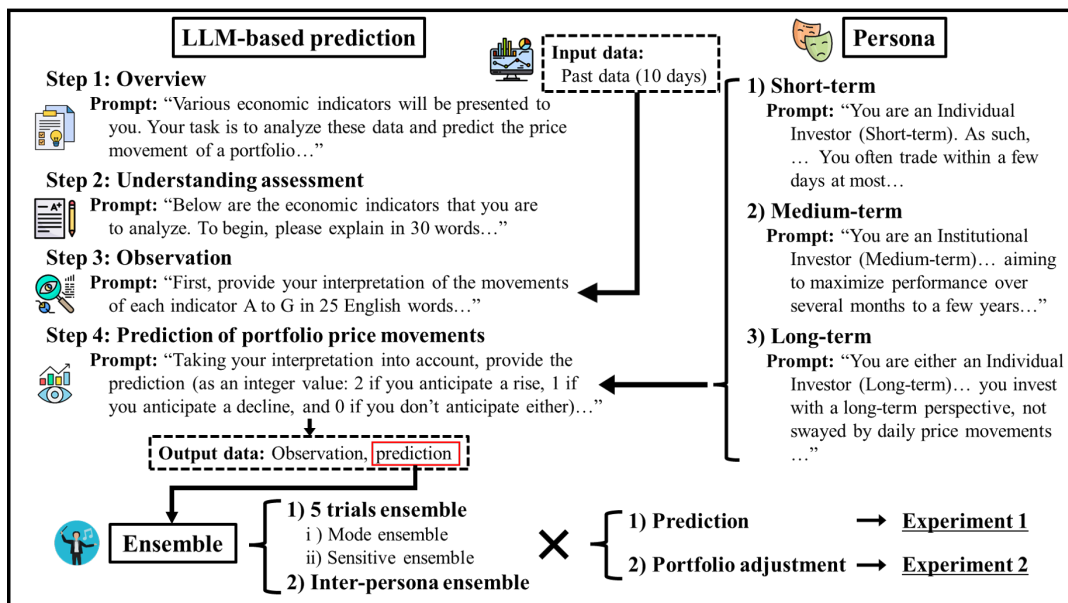 LLM-based prediction
Step 1: Overview
Prompt: “Various economic indicators will be presented to
you. Your task is to analyze these data and predict the price
movement of a portfolio…”
Step 2: Understanding assessment
Prompt: “Below are the economic indicators that you are
to analyze. To begin, please explain in 30 words…”
A+
Step 3: Observation
Prompt: “First, provide your interpretation of the movements
of each indicator A to G in 25 English words…”
Step 4: Prediction of portfolio price movements
Prompt: “Taking your interpretation into account, provide the
prediction (as an integer value: 2 if you anticipate a rise, 1 if
you anticipate a decline, and 0 if you don’t anticipate either)…”
Output data: Observation, prediction
Input data:
Past data (10 days)
Persona
1) Short-term
Prompt: “You are an Individual
Investor (Short-term). As such,
… You often trade within a few
days at most…
2) Medium-term
Prompt: “You are an Institutional
Investor (Medium-term)… aiming
to maximize performance over
several months to a few years…”
3) Long-term
Prompt: “You are either an Individual
Investor (Long-term)… you invest
with a long-term perspective, not
swayed by daily price movements
…”
Ensemble
1) 5 trials ensemble
i ) Mode ensemble
ii) Sensitive ensemble
2) Inter-persona ensemble
×
1) Prediction → Experiment 1
2) Portfolio adjustment → Experiment 2